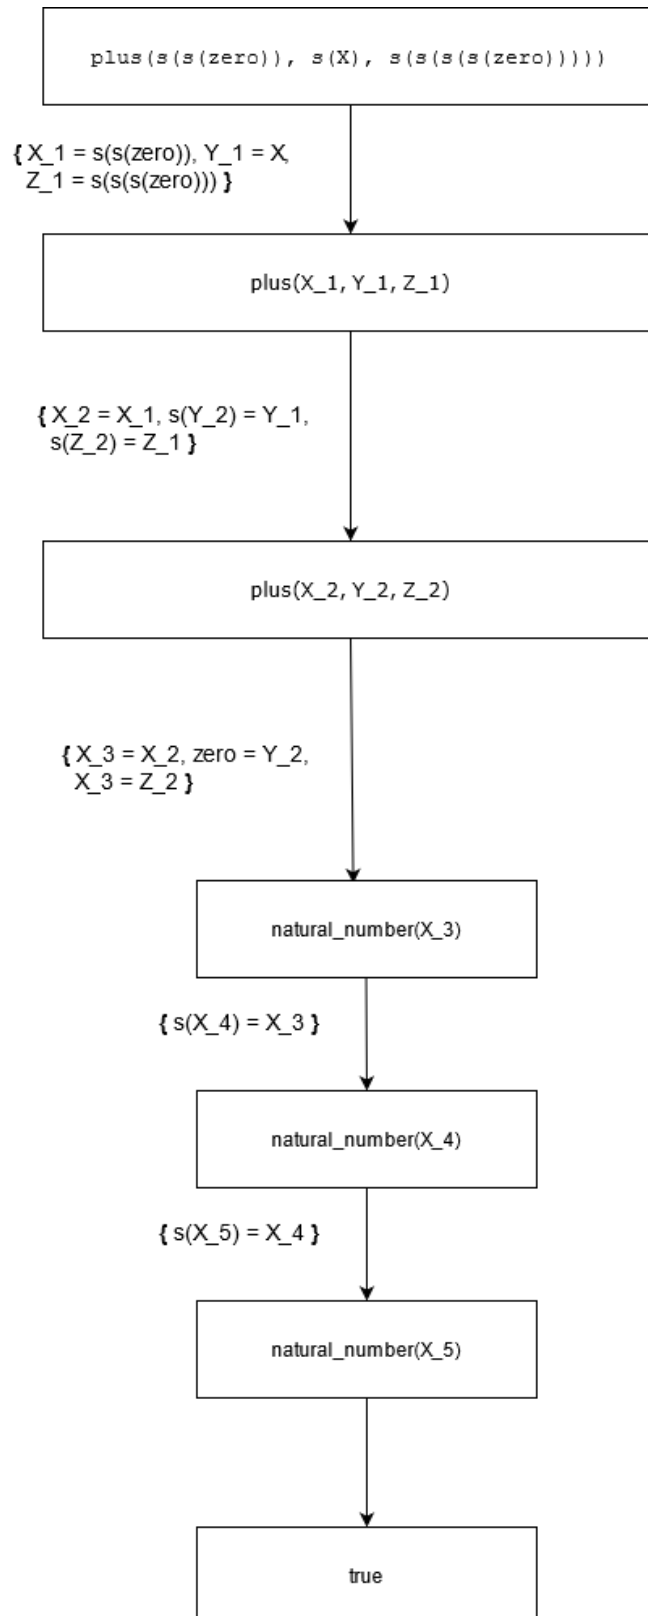 plus(s(s(zero)), s(X), s(s(s(s(zero)))))
{ X_1 = s(s(zero)), Y_1 = X,
Z_1 = s(s(s(zero))) }
plus(X_1, Y_1, Z_1)
{ X_2 = X_1, s(Y_2) = Y_1,
s(Z_2) = Z_1 }
plus(X_2, Y_2, Z_2)
{ X_3 = X_2, zero = Y_2,
X_3 = Z_2 }
natural_number(X_3)
{ s(X_4) = X_3 }
natural_number(X_4)
{ s(X_5) = X_4 }
natural_number(X_5)
true